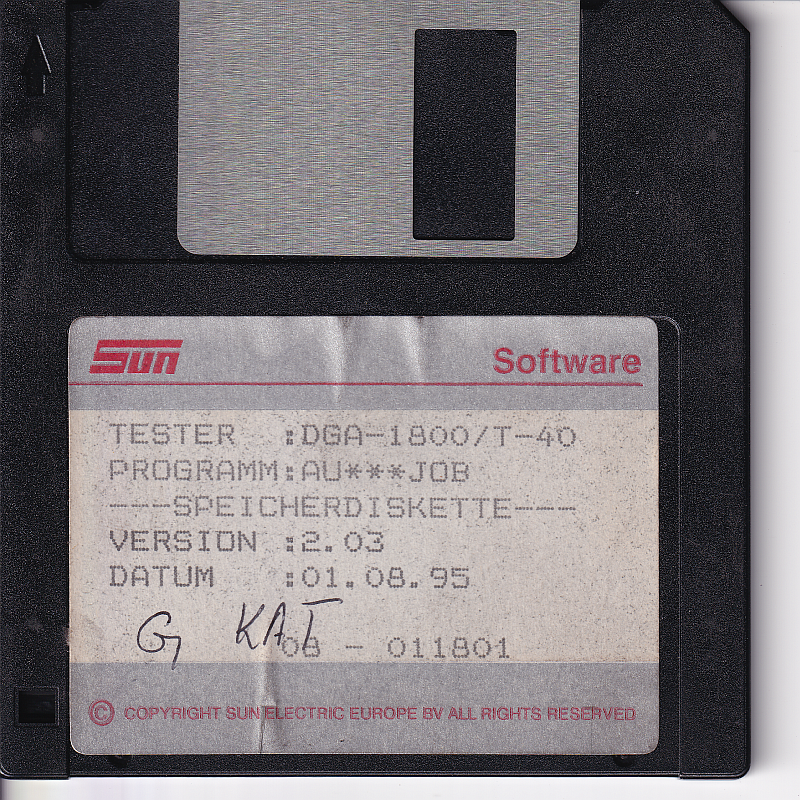 Sun Software
TESTER :DGA-1800/T-40
PROGRAMM:AU***JOB
---SPEICHERDISKETTE---
VERSION :2.03
DATUM :01.08.95
G KAT
08 - 011801
© COPYRIGHT SUN ELECTRIC EUROPE BV ALL RIGHTS RESERVED